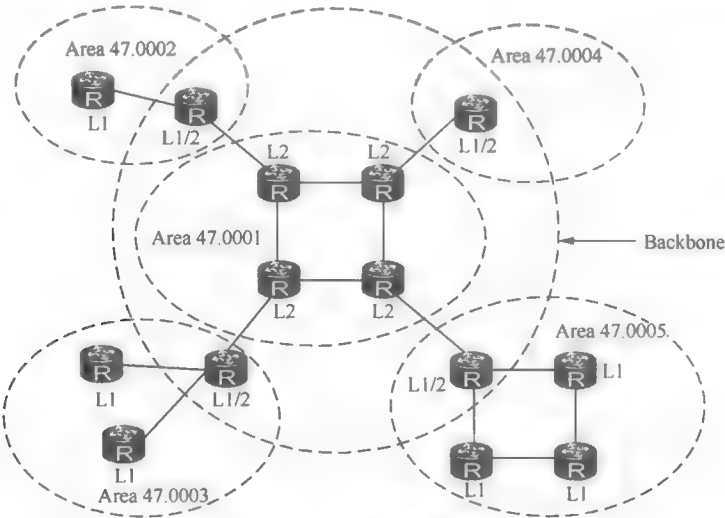 Area 47.0002
R
L1
R
L1/2
Area 47.0004
R
L1/2
L2
R
L2
R
Area 47.0001
Backbone
R
L2
R
L2
R
L1
R
L1/2
R
L1
Area 47.0003
Area 47.0005
R
L1/2
R
L1
R
L1
R
L1